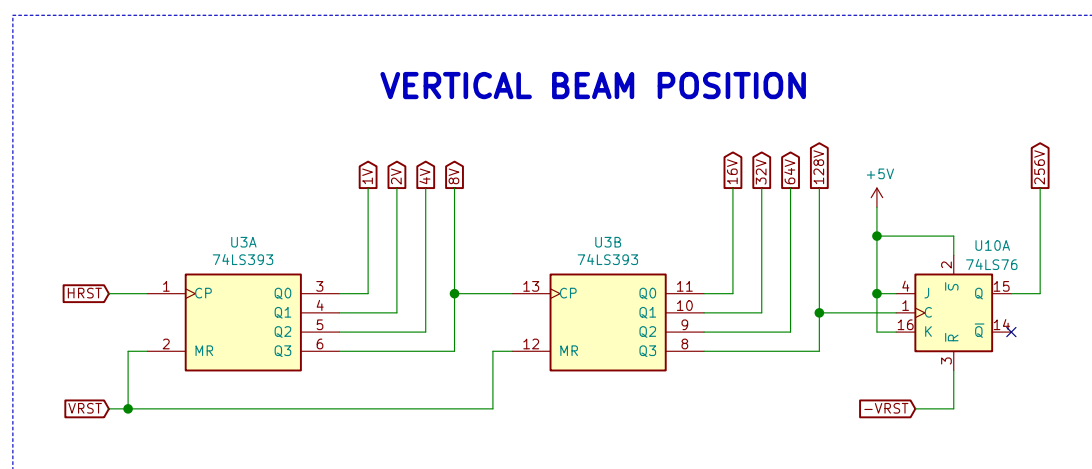 VERTICAL BEAM POSITION
1V
2V
4V
8V
16V
32V
64V
128V
256V
+5V
U3A
74LS393
U3B
74LS393
U10A
74LS76
HRST
1
CP
Q0
3
Q1
4
Q2
5
2
MR
Q3
6
VRST
13
CP
Q0
11
Q1
10
Q2
9
12
MR
Q3
8
2
S
4
J
Q
15
1
C
16
K
Q
14
R
3
-VRST